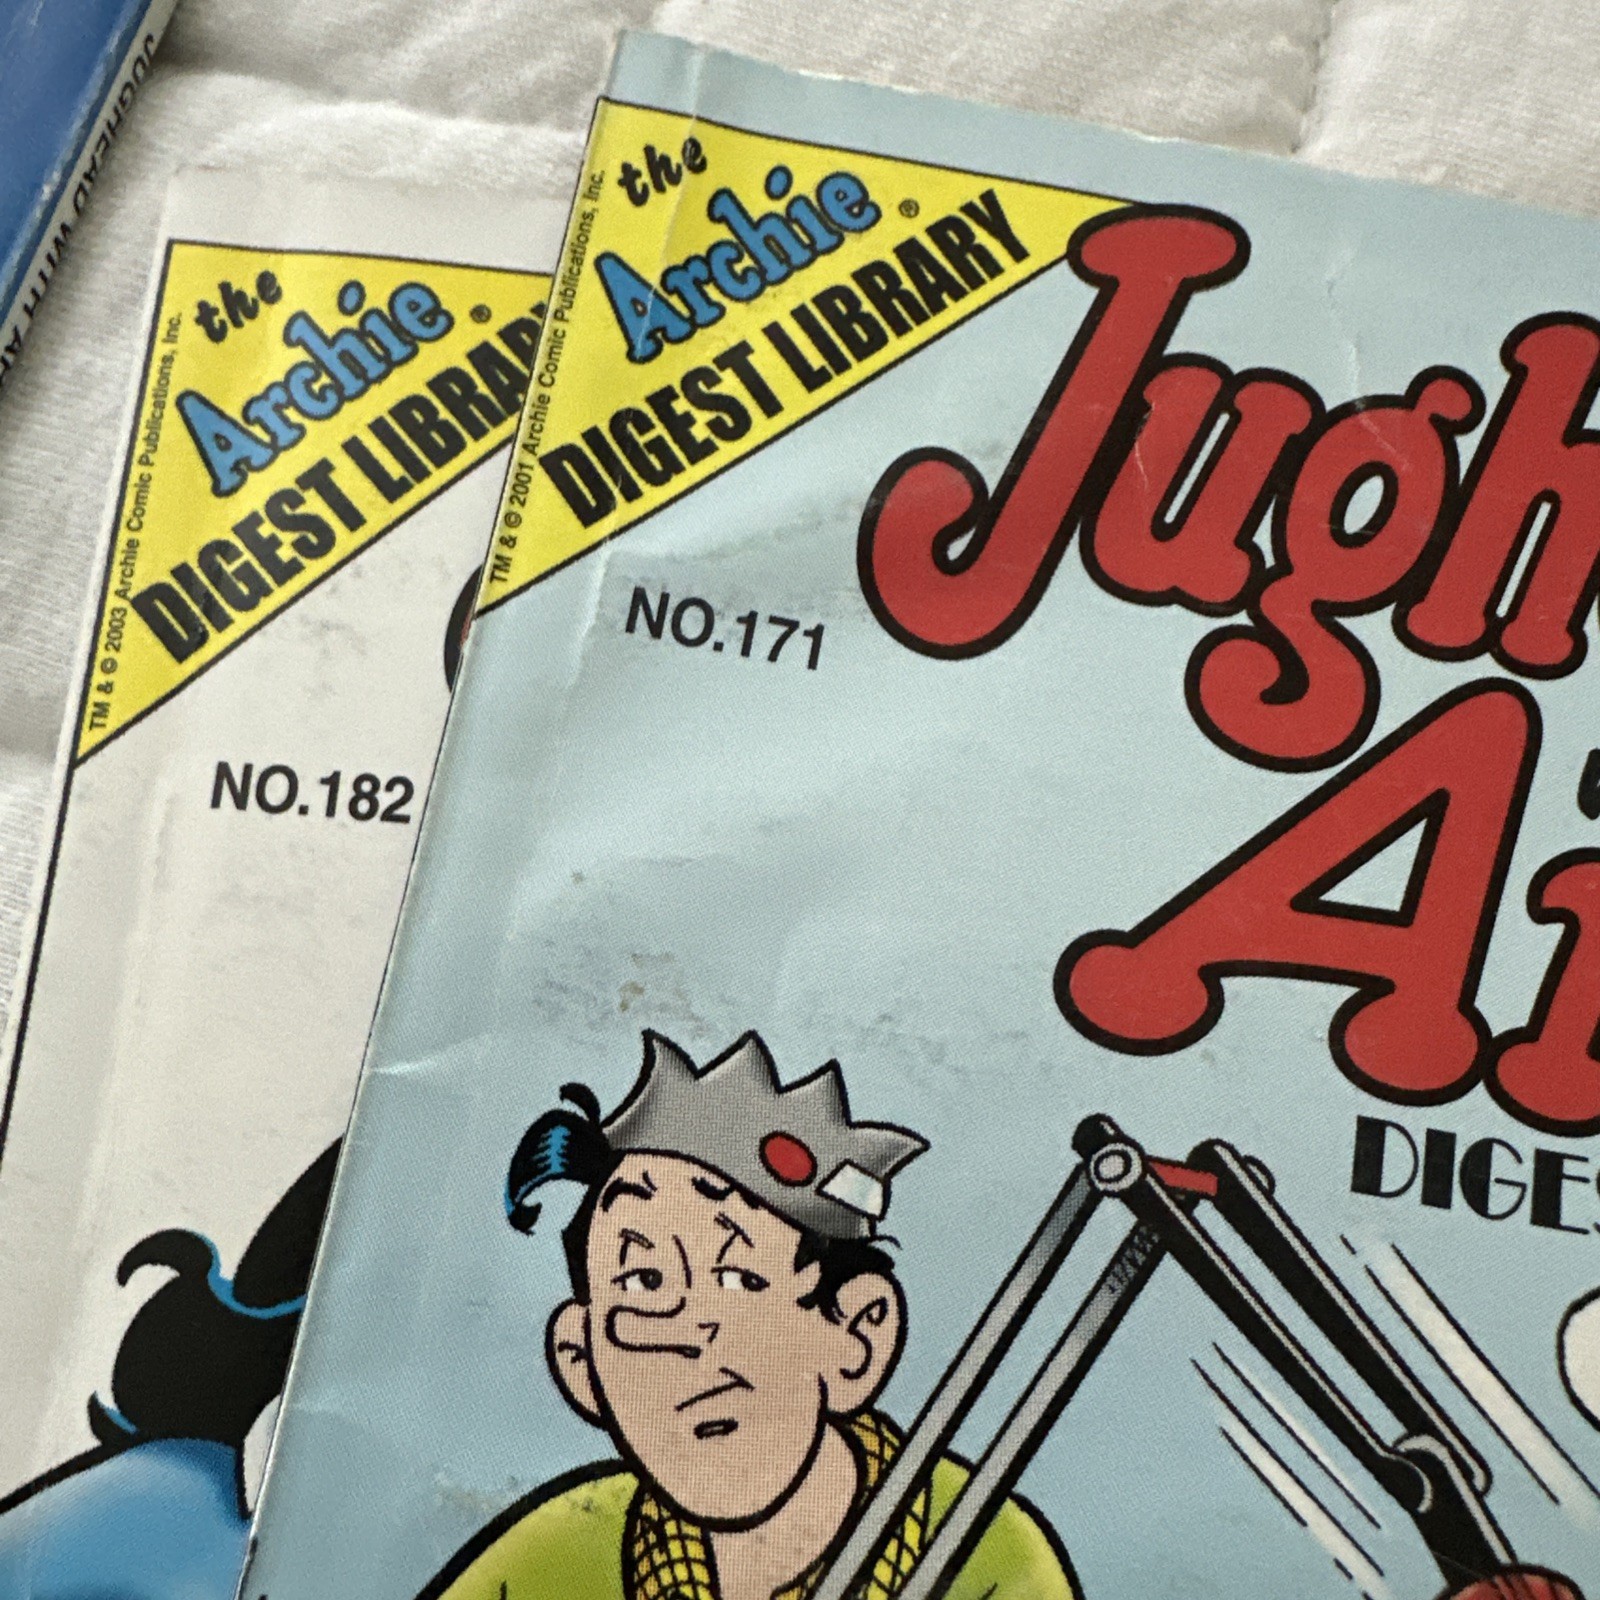 JUGHEAD WITH
the
Archie®
DIGEST LIBRARY
TM & © 2003 Archie Comic Publications, Inc.
NO.182
the
Archie®
DIGEST LIBRARY
TM & © 2001 Archie Comic Publications, Inc.
NO.171
Jugh
A
DIGES